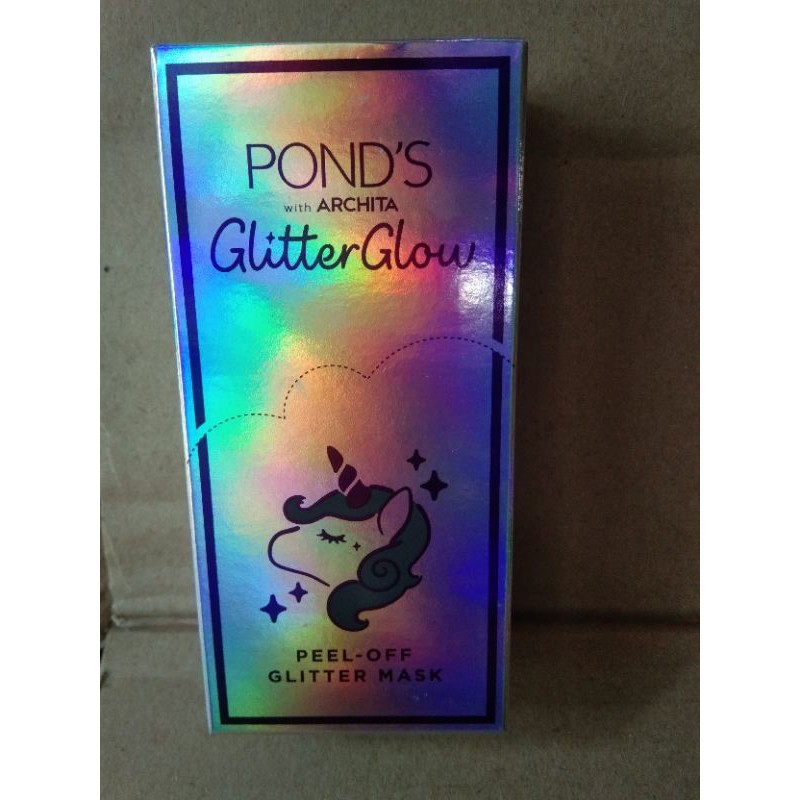 POND'S
with ARCHITA
GlitterGlow
PEEL-OFF
GLITTER MASK